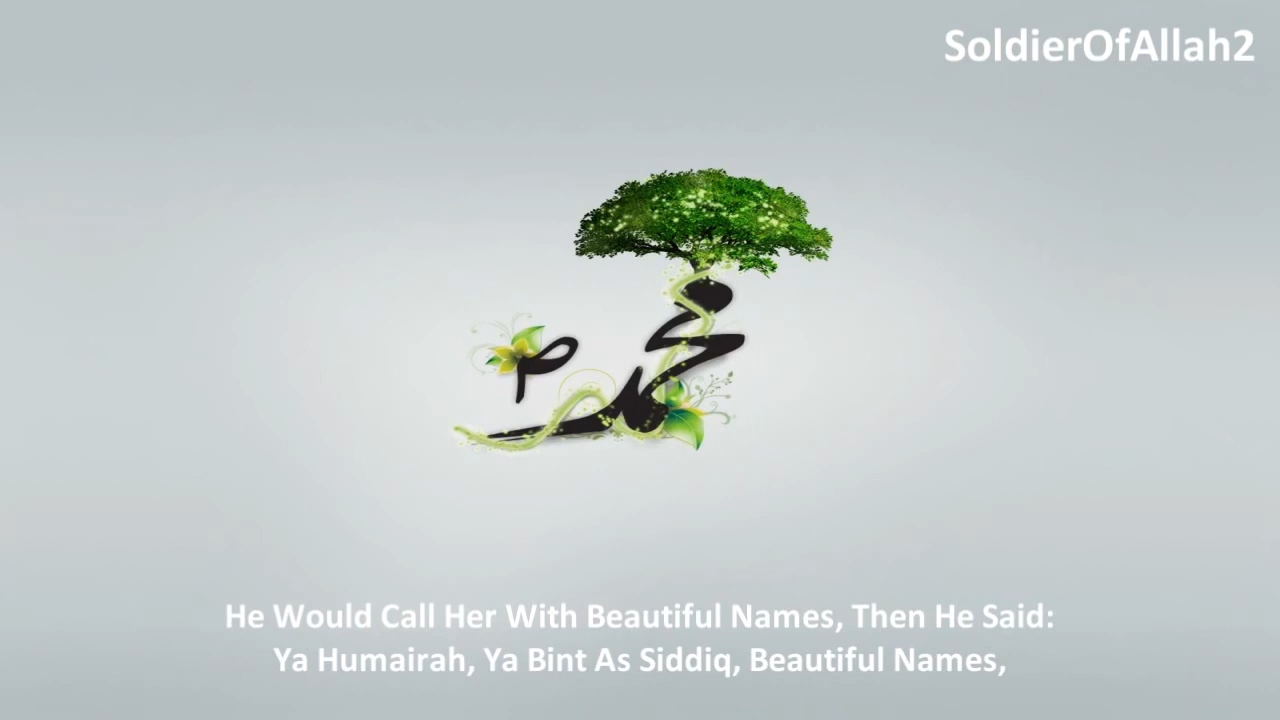 SoldierOfAllah2
محمد
He Would Call Her With Beautiful Names, Then He Said:
Ya Humairah, Ya Bint As Siddiq, Beautiful Names,